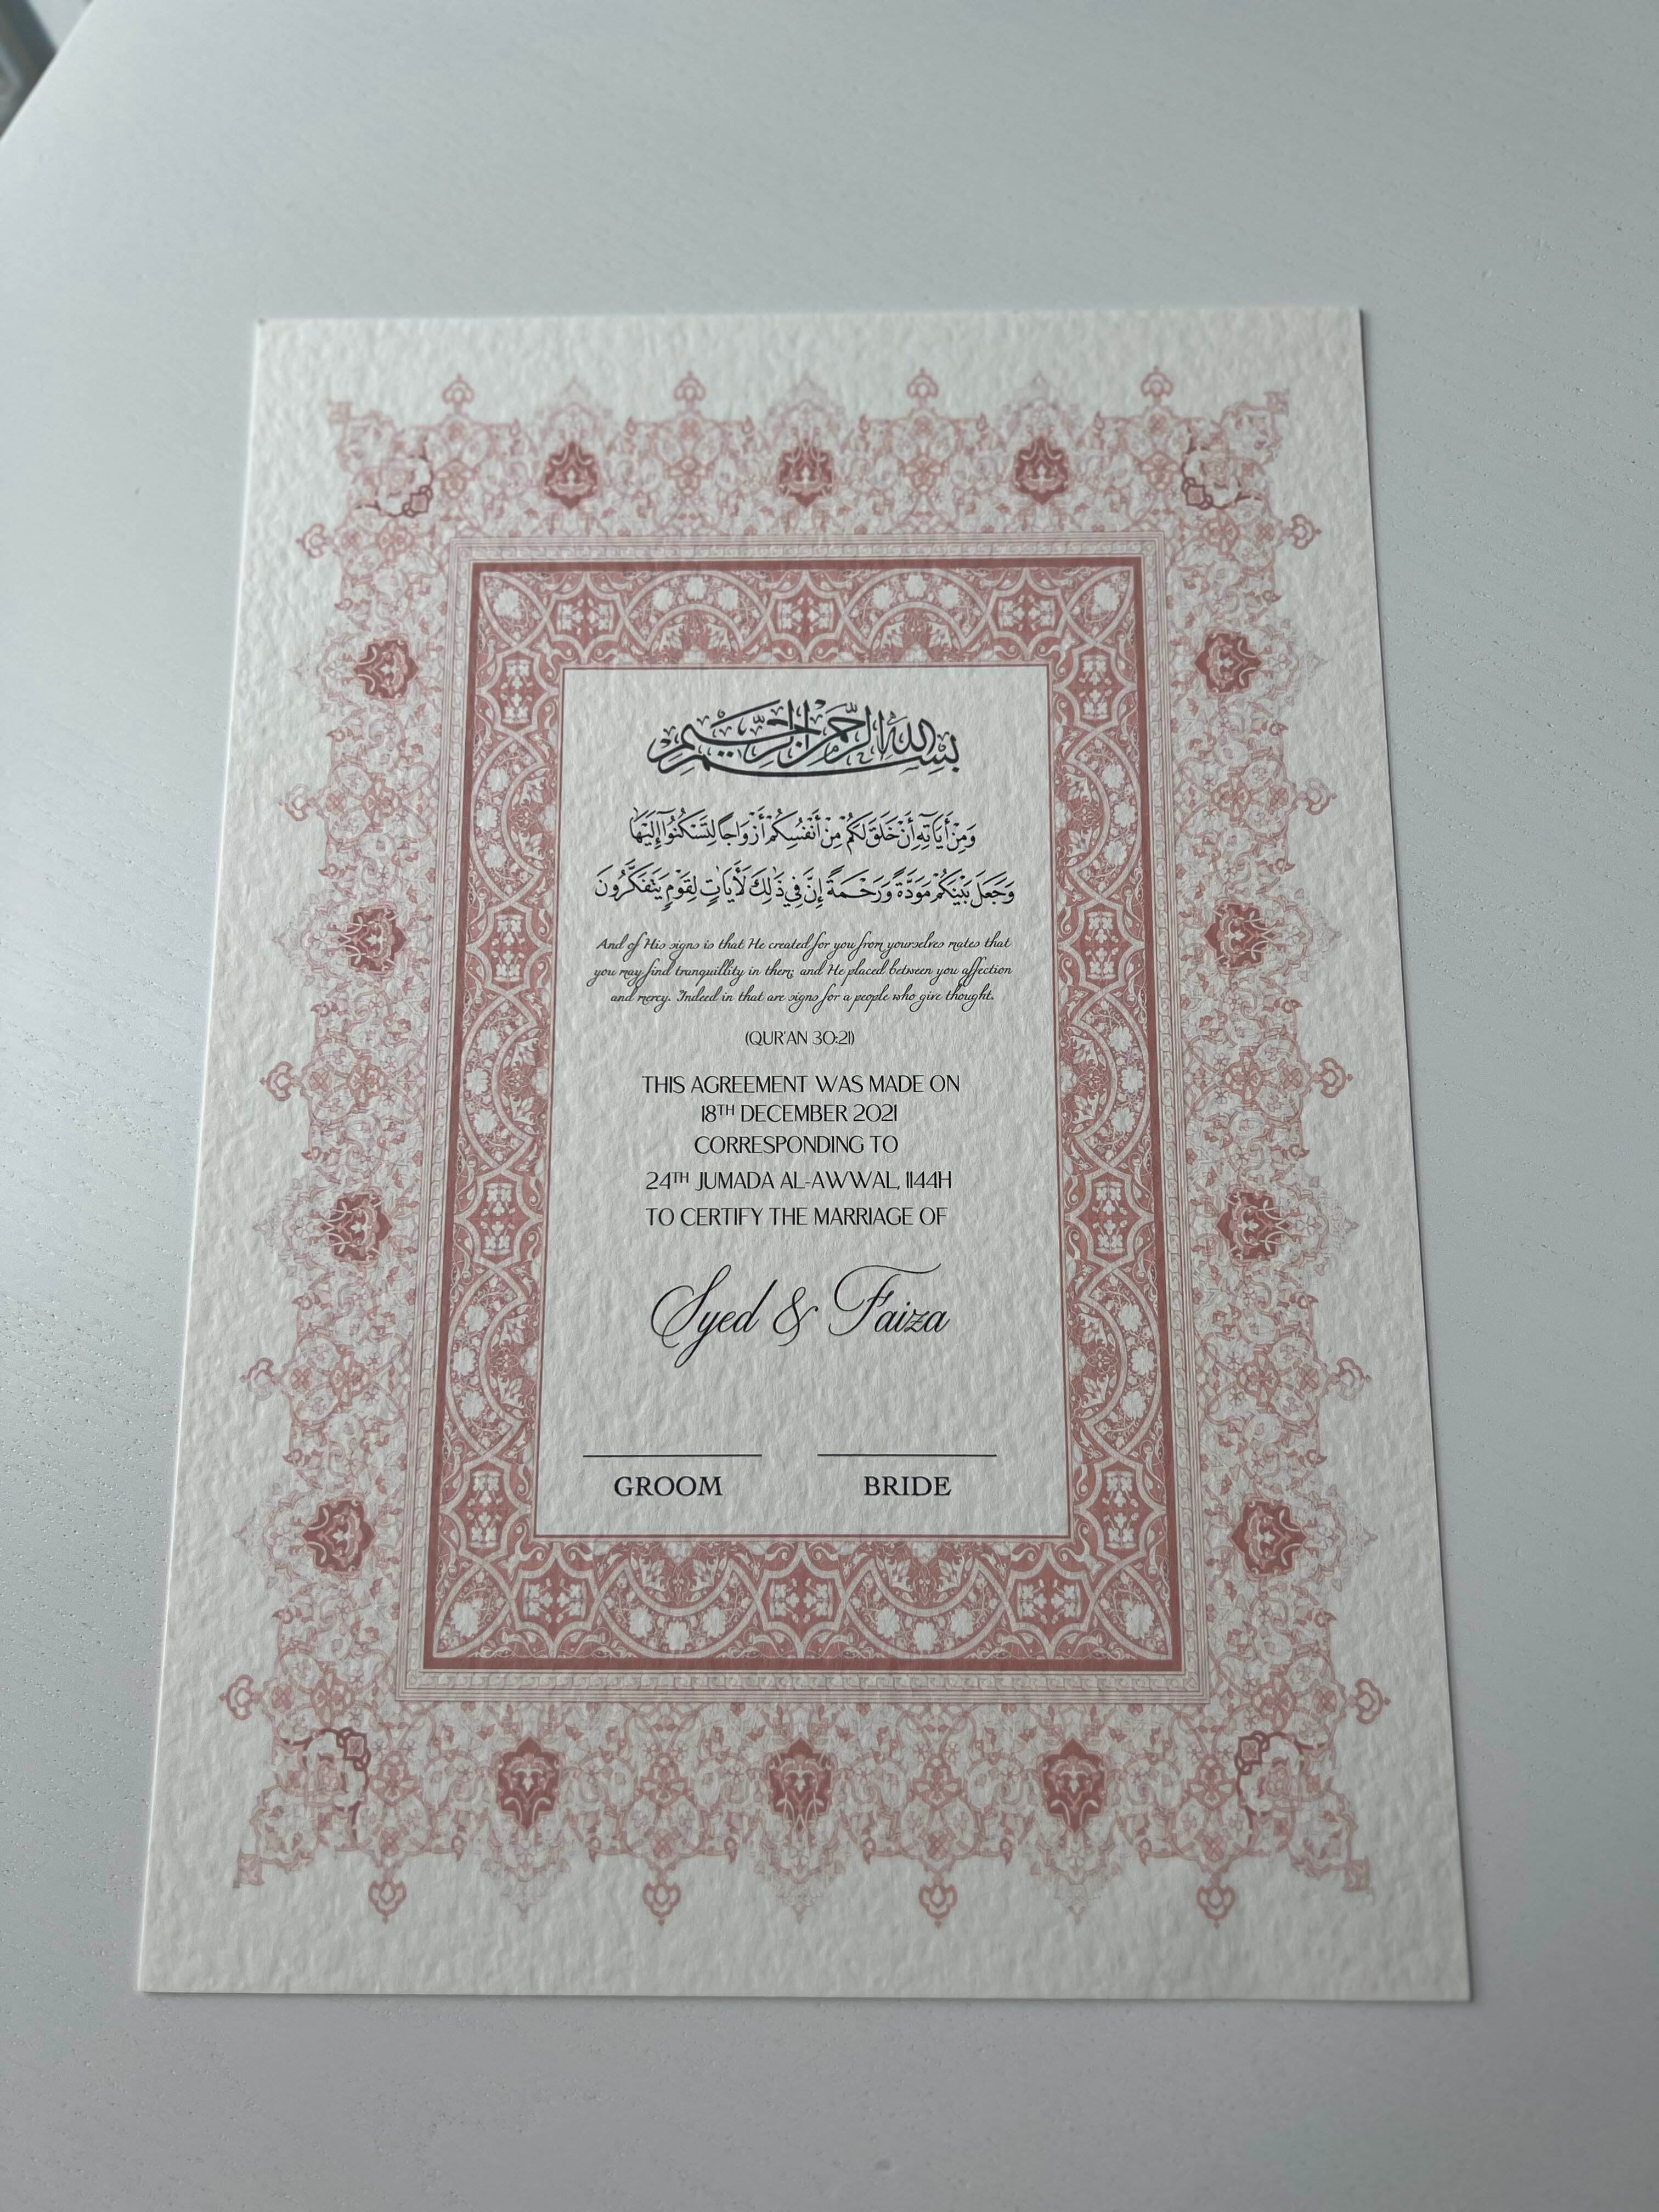 بسم الله الرحمن الرحيم
وَمِنْ أَيَاتِهِ أَنْ خَلَقَ لَكُمْ مِنْ أَنْفُسِكُمْ أَزْوَاجًا لِتَسْكُنُوا إِلَيْهَا
وَجَعَلَ بَيْنَكُمْ مَوَدَّةً وَرَحْمَةً إِنَّ فِي ذَلِكَ لَأَيَاتٍ لِقَوْمٍ يَتَفَكَّرُونَ
And of His signs is that He created for you from yourselves mates that
you may find tranquillity in them; and He placed between you affection
and mercy. Indeed in that are signs for a people who give thought.
(QUR'AN 30:21)
THIS AGREEMENT WAS MADE ON
18TH DECEMBER 2021
CORRESPONDING TO
24TH JUMADA AL-AWWAL, 1144H
TO CERTIFY THE MARRIAGE OF
Syed & Faiza
GROOM BRIDE